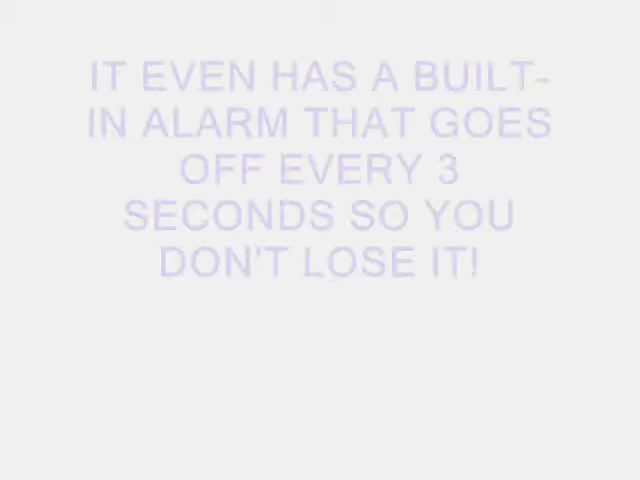 IT EVEN HAS A BUILT-
IN ALARM THAT GOES
OFF EVERY 3
SECONDS SO YOU
DON'T LOSE IT!